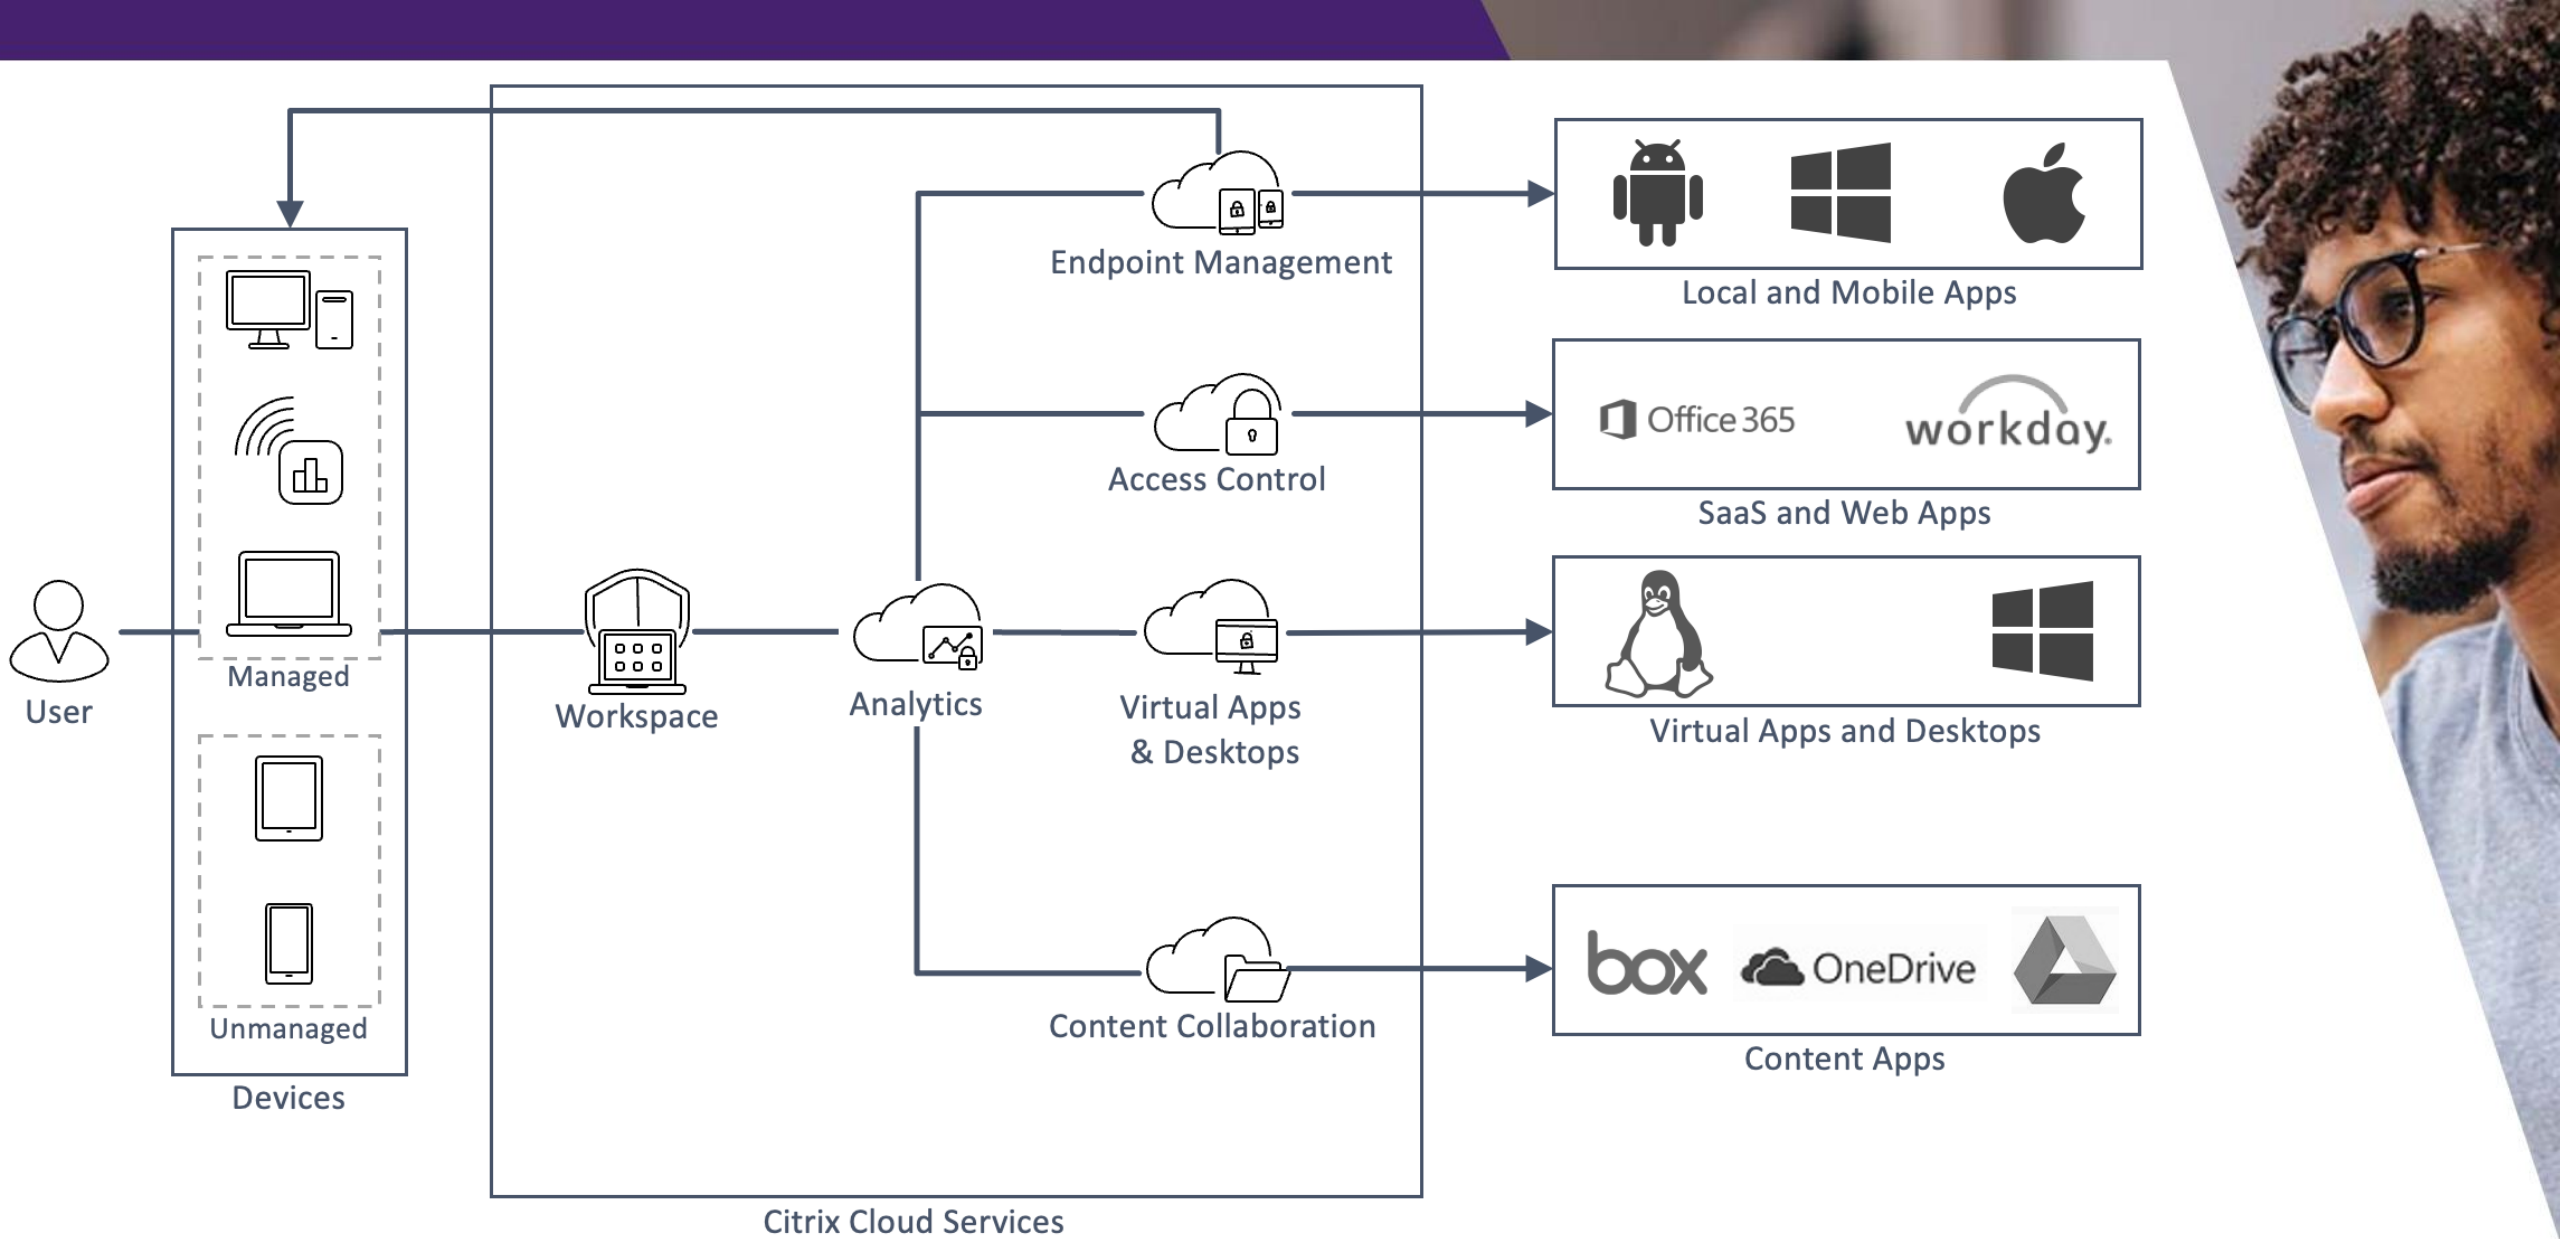 Endpoint Management
Local and Mobile Apps
Office 365
workday.
Access Control
SaaS and Web Apps
Managed
User
Workspace
Analytics
Virtual Apps
& Desktops
Virtual Apps and Desktops
box
OneDrive
Unmanaged
Content Collaboration
Content Apps
Devices
Citrix Cloud Services